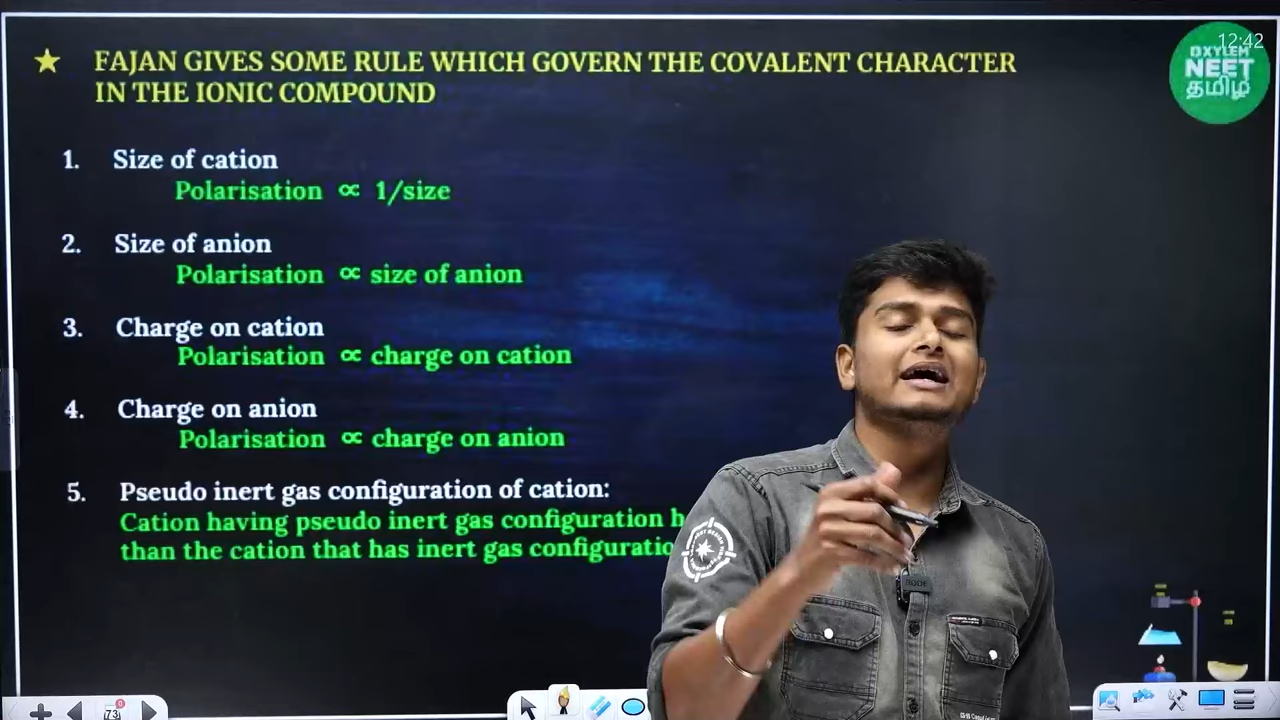 12:42
OXYLEM
NEET
தமிழ்
★ FAJAN GIVES SOME RULE WHICH GOVERN THE COVALENT CHARACTER
IN THE IONIC COMPOUND
1. Size of cation
Polarisation ∝ 1/size
2. Size of anion
Polarisation ∝ size of anion
3. Charge on cation
Polarisation ∝ charge on cation
4. Charge on anion
Polarisation ∝ charge on anion
5. Pseudo inert gas configuration of cation:
Cation having pseudo inert gas configuration h
than the cation that has inert gas configuratio
73